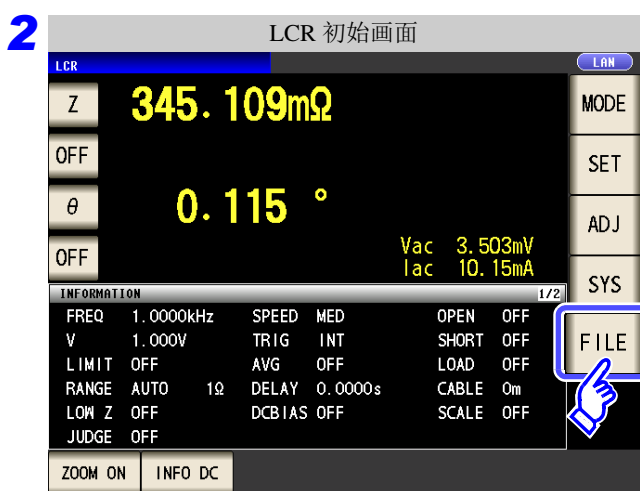 2
LCR 初始画面
LCR
LAN
Z 345.109mΩ
OFF
θ 0.115 °
OFF
Vac 3.503mV
Iac 10.15mA
MODE
SET
ADJ
SYS
FILE
INFORMATION 1/2
FREQ 1.0000kHz SPEED MED OPEN OFF
V 1.000V TRIG INT SHORT OFF
LIMIT OFF AVG OFF LOAD OFF
RANGE AUTO 1Ω DELAY 0.0000s CABLE 0m
LOW Z OFF DCBIAS OFF SCALE OFF
JUDGE OFF
ZOOM ON INFO DC